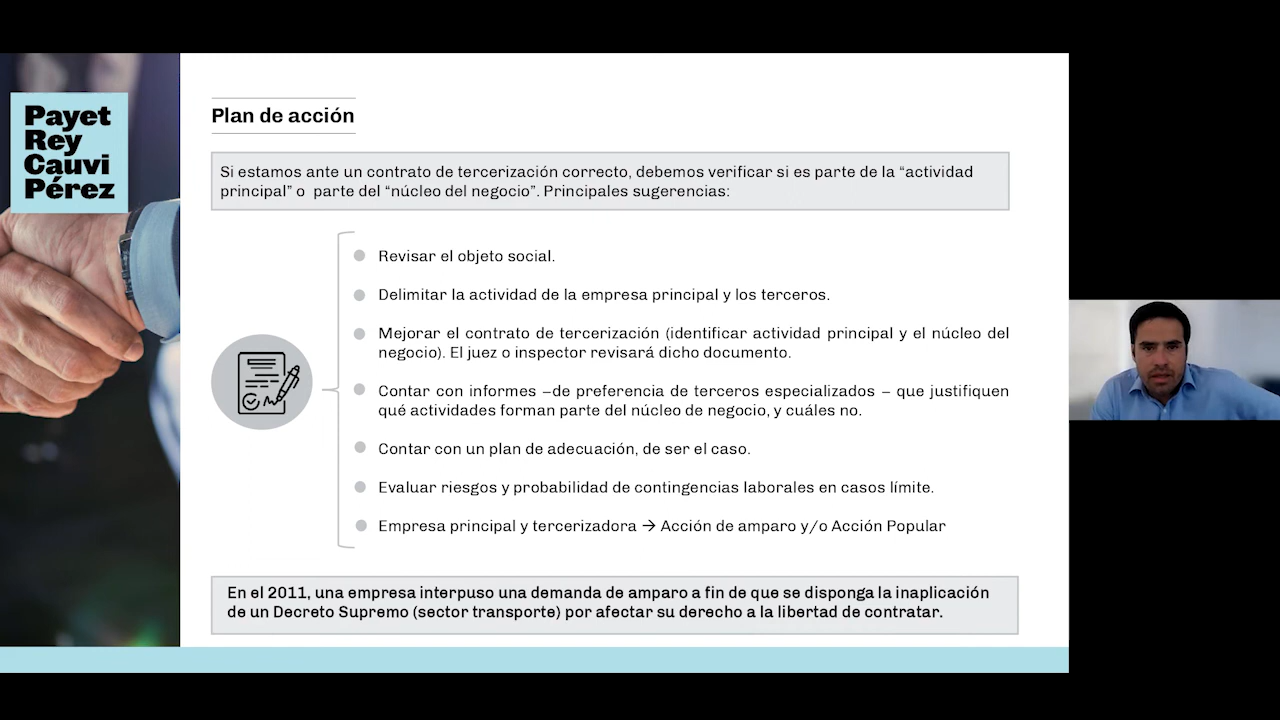 Payet
Rey
Cauvi
Pérez
Plan de acción
Si estamos ante un contrato de tercerización correcto, debemos verificar si es parte de la “actividad
principal” o parte del “núcleo del negocio”. Principales sugerencias:
Revisar el objeto social.
Delimitar la actividad de la empresa principal y los terceros.
Mejorar el contrato de tercerización (identificar actividad principal y el núcleo del
negocio). El juez o inspector revisará dicho documento.
Contar con informes –de preferencia de terceros especializados – que justifiquen
qué actividades forman parte del núcleo de negocio, y cuáles no.
Contar con un plan de adecuación, de ser el caso.
Evaluar riesgos y probabilidad de contingencias laborales en casos límite.
Empresa principal y tercerizadora → Acción de amparo y/o Acción Popular
En el 2011, una empresa interpuso una demanda de amparo a fin de que se disponga la inaplicación
de un Decreto Supremo (sector transporte) por afectar su derecho a la libertad de contratar.